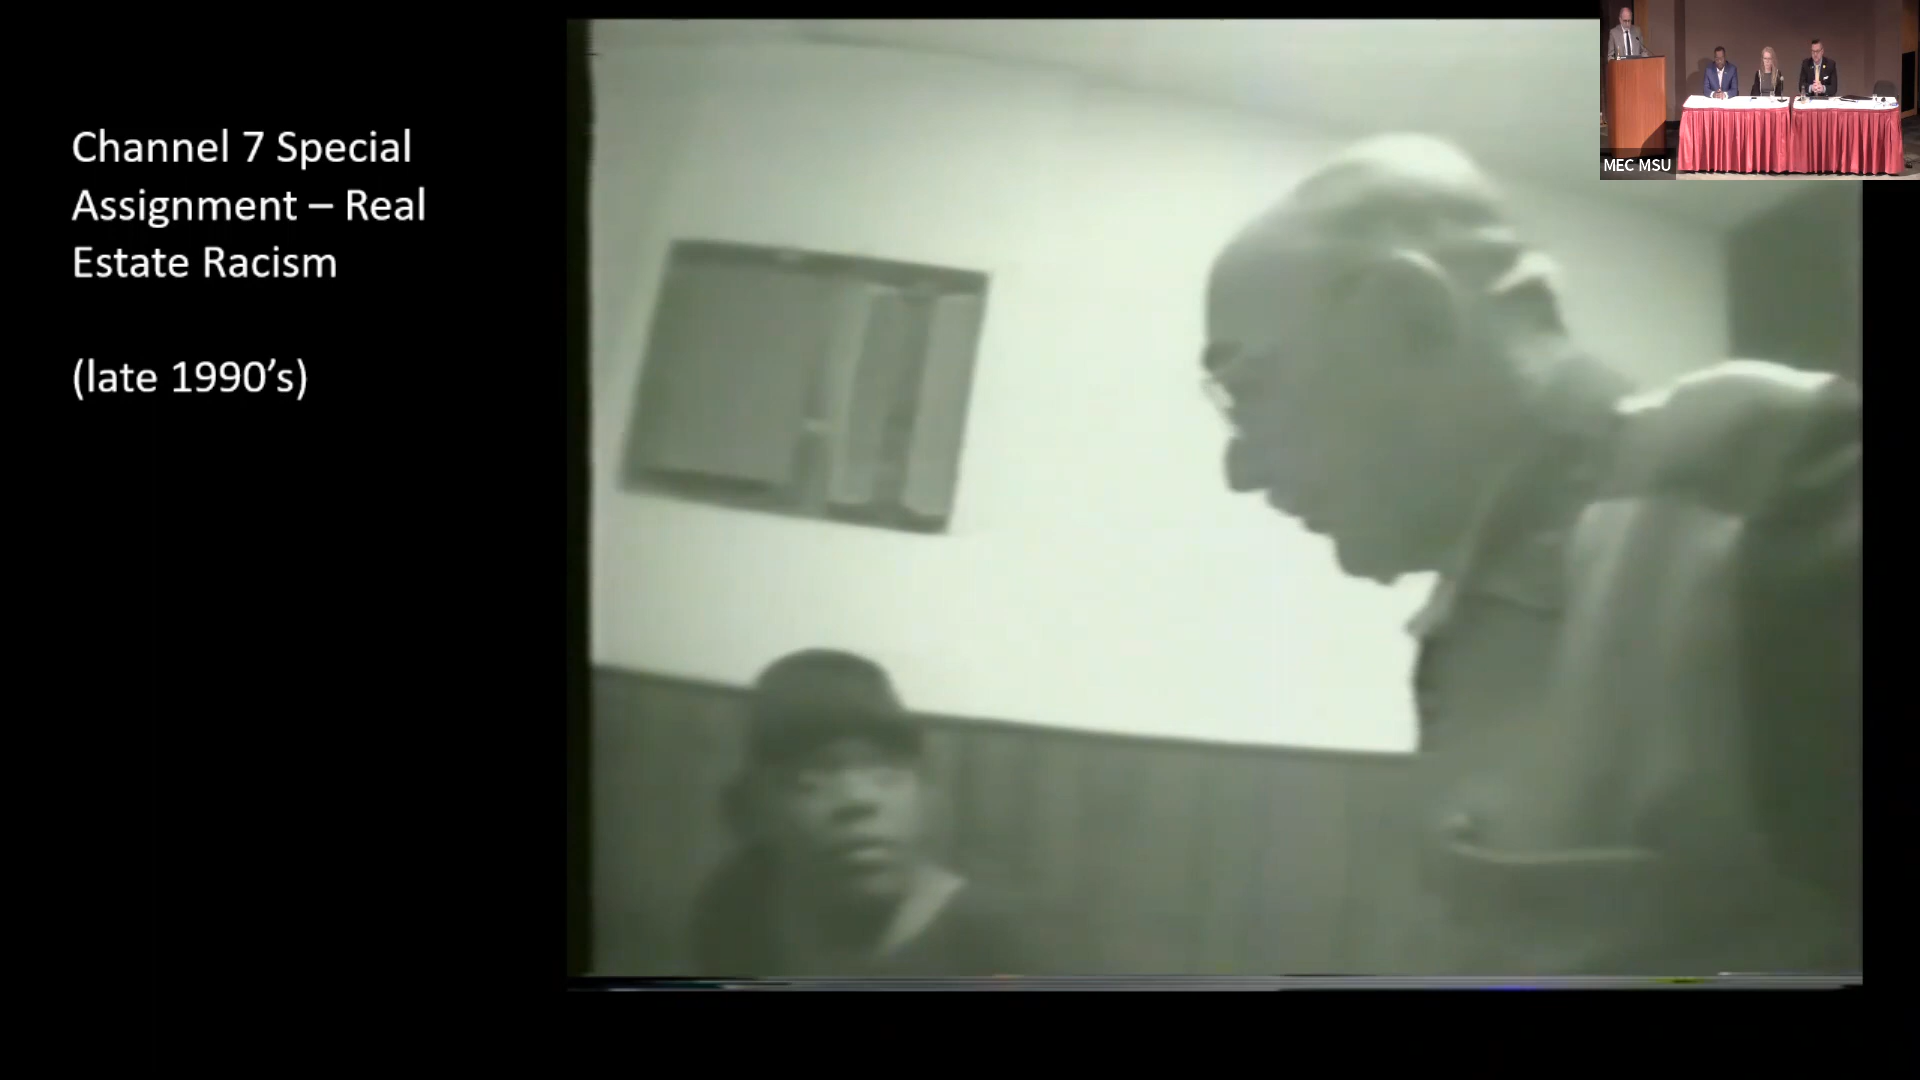 Channel 7 Special
Assignment – Real
Estate Racism
(late 1990’s)
MEC MSU